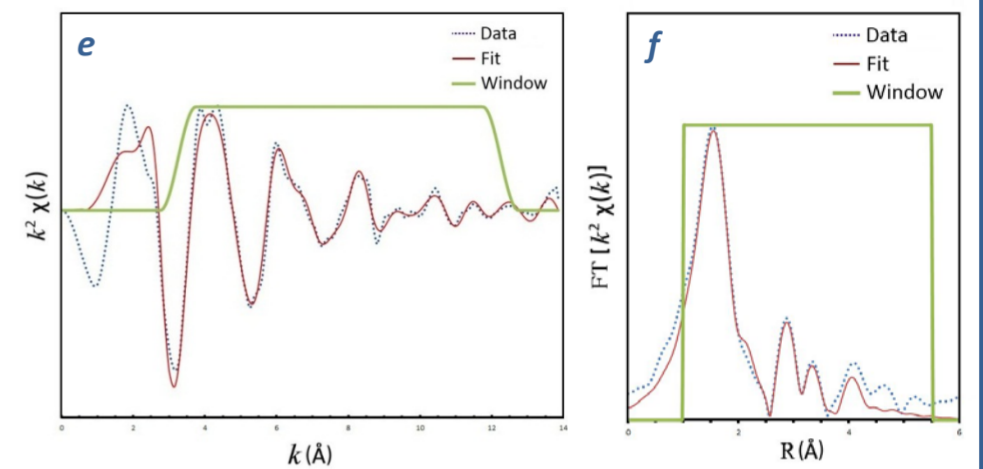 e
Data
Fit
Window
k² χ(k)
0 2 4 6 8 10 12 14
k (Å)
f
Data
Fit
Window
FT [k² χ(k)]
0 2 4 6
R (Å)